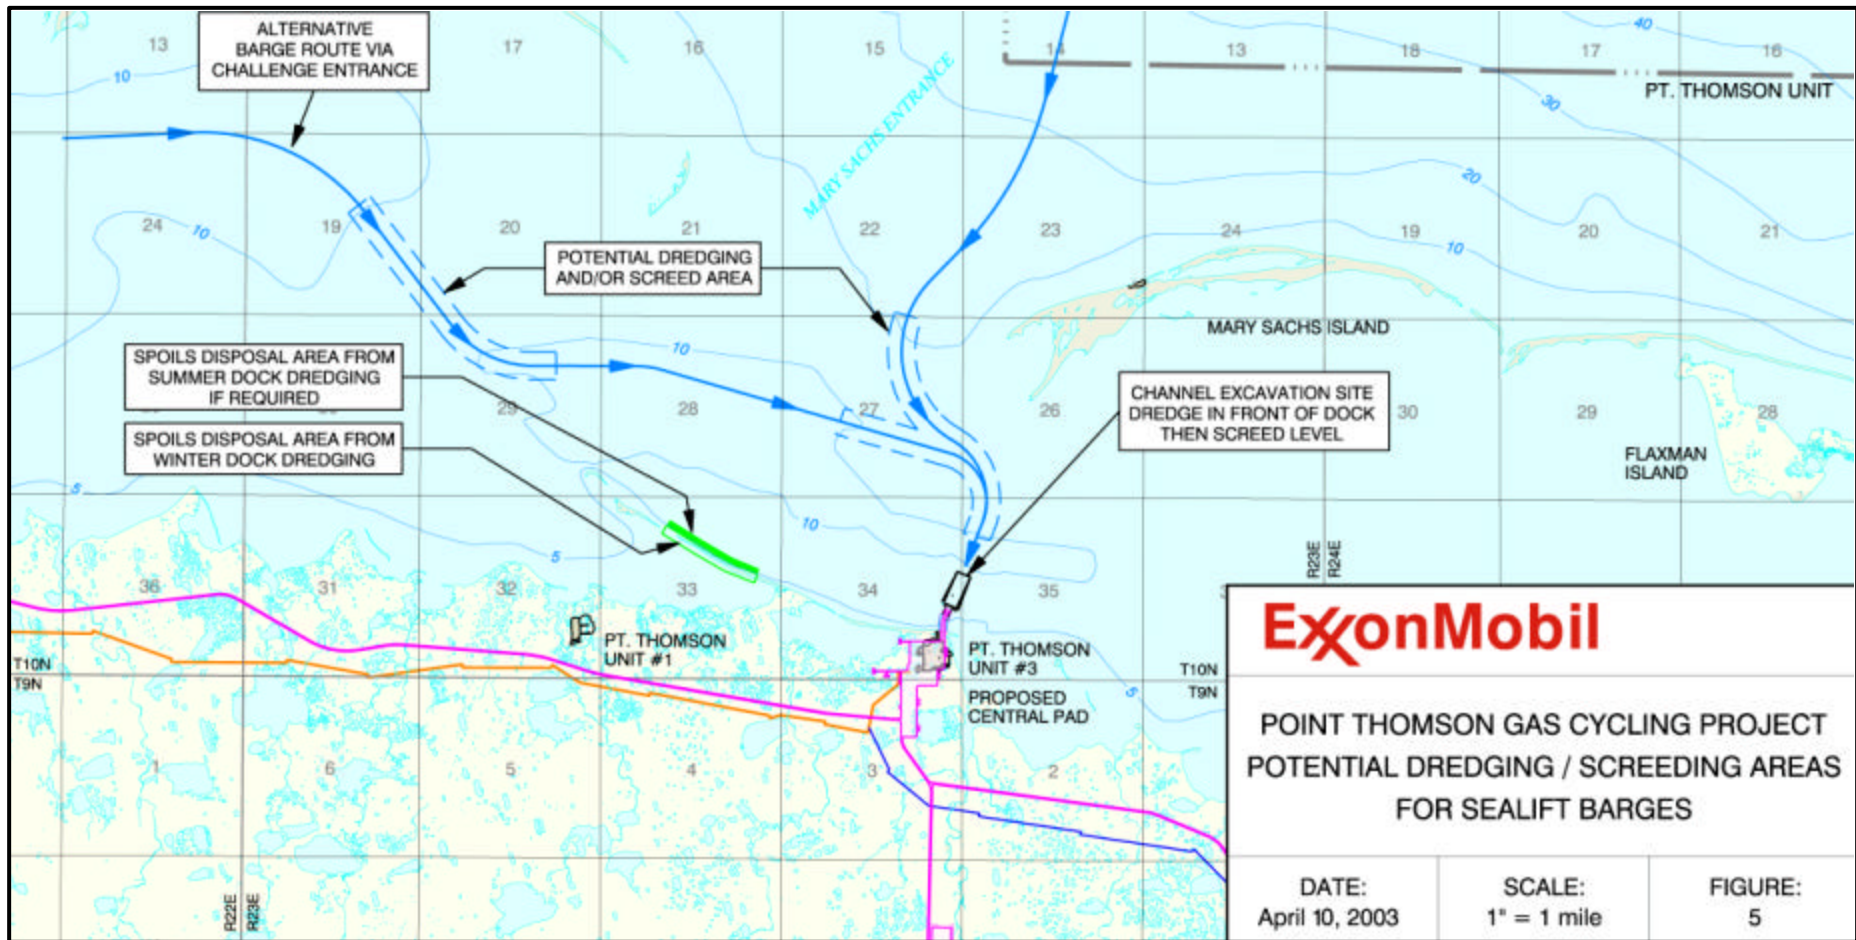 ALTERNATIVE
BARGE ROUTE VIA
CHALLENGE ENTRANCE
13
17
16
15
14
13
18
17
16
40
10
30
PT. THOMSON UNIT
MARY SACHS ENTRANCE
20
24
10
19
20
21
22
23
24
19
10
20
21
POTENTIAL DREDGING
AND/OR SCREED AREA
MARY SACHS ISLAND
10
SPOILS DISPOSAL AREA FROM
SUMMER DOCK DREDGING
IF REQUIRED
29
28
27
26
CHANNEL EXCAVATION SITE
DREDGE IN FRONT OF DOCK
THEN SCREED LEVEL
30
29
28
SPOILS DISPOSAL AREA FROM
WINTER DOCK DREDGING
FLAXMAN
ISLAND
5
10
5
R23E
R24E
36
31
32
33
34
35
PT. THOMSON
UNIT #1
PT. THOMSON
UNIT #3
PROPOSED
CENTRAL PAD
5
T10N
T9N
T10N
T9N
1
6
5
4
3
2
R22E
R23E
ExxonMobil
POINT THOMSON GAS CYCLING PROJECT
POTENTIAL DREDGING / SCREEDING AREAS
FOR SEALIFT BARGES
DATE:
April 10, 2003
SCALE:
1" = 1 mile
FIGURE:
5